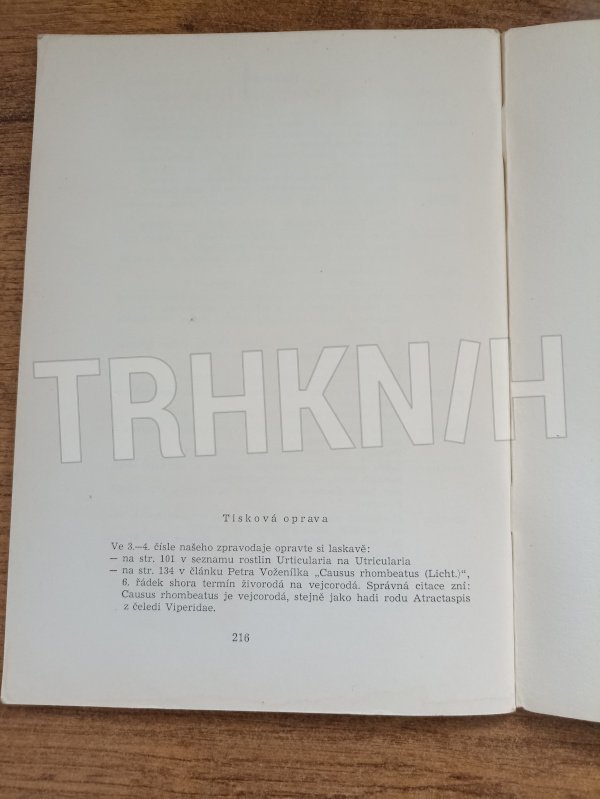 TRHKN/H
Tisková oprava
Ve 3.—4. čísle našeho zpravodaje opravte si laskavě:
— na str. 101 v seznamu rostlin Urticularia na Utricularia
— na str. 134 v článku Petra Voženílka „Causus rhombeatus (Licht.)“,
6. řádek shora termín živorodá na vejcorodá. Správná citace zní:
Causus rhombeatus je vejcorodá, stejně jako hadi rodu Atractaspis
z čeledi Viperidae.
216